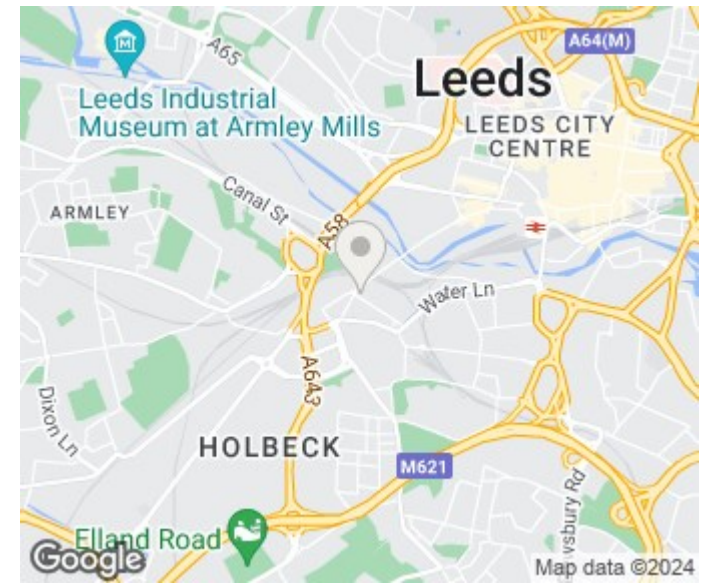 A65
A64(M)
Leeds
Leeds Industrial
Museum at Armley Mills
LEEDS CITY
CENTRE
Canal St
ARMLEY
A58
Water Ln
A643
Dixon Ln
HOLBECK
M621
Elland Road
Google
Map data ©2024